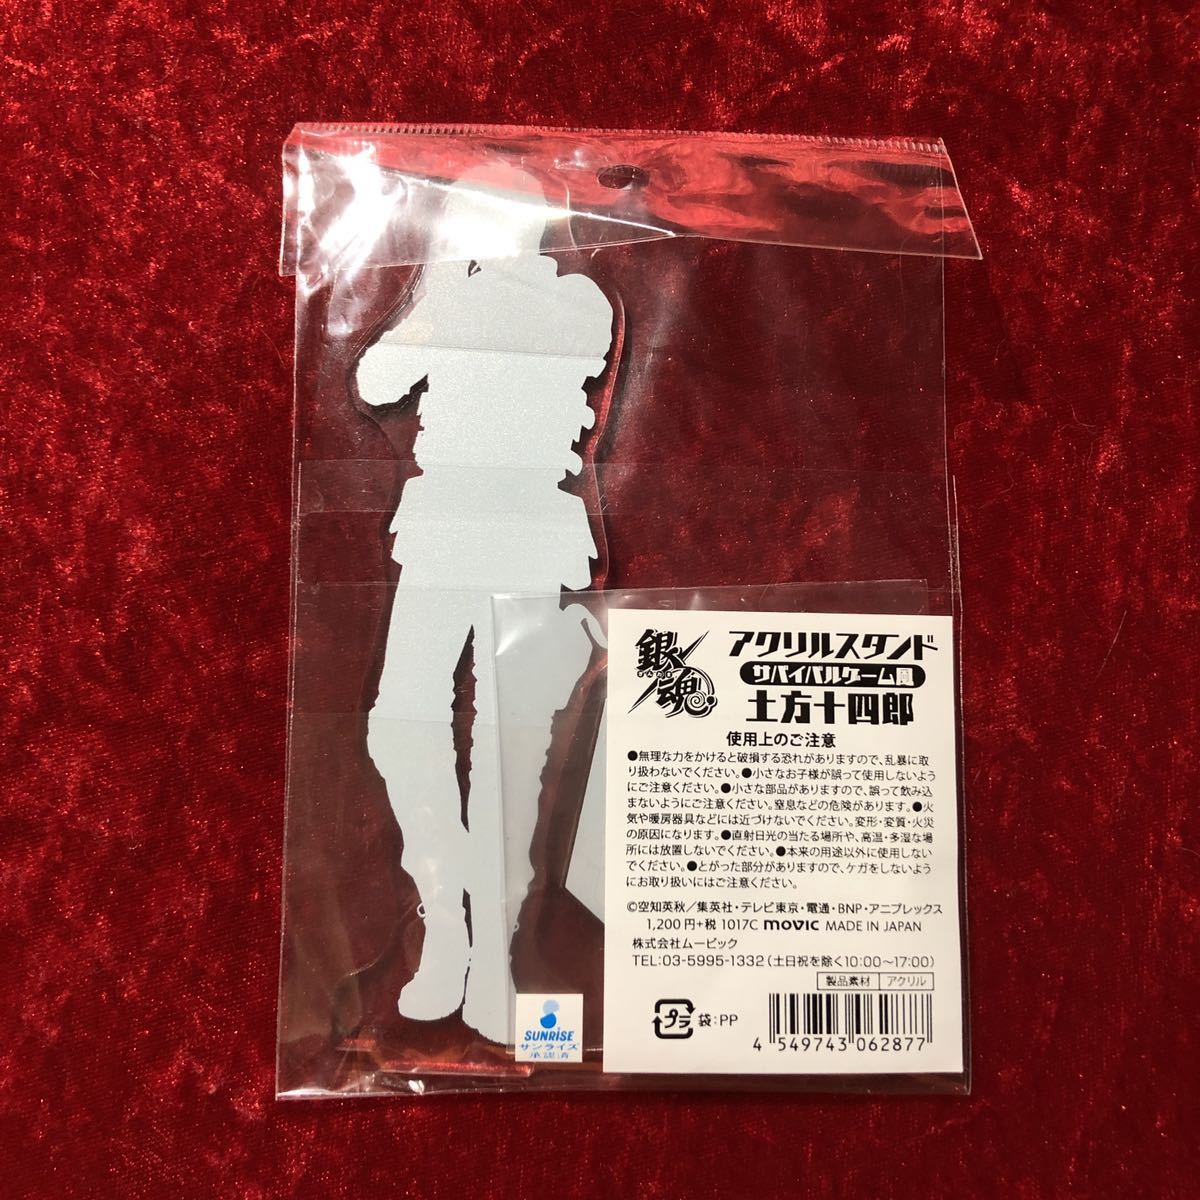 銀魂
アクリルスタンド
サバイバルゲーム
土方十四郎
使用上のご注意
●無理な力をかけると破損する恐れがありますので、乱暴に取
り扱わないでください。●小さなお子様が誤って使用しないよう
にご注意ください。●小さな部品がありますので、誤って飲み込
まないようにご注意ください。窒息などの危険があります。●火
気や暖房器具などには近づけないでください。変形・変質・火災
の原因になります。●直射日光の当たる場所や、高温・多湿な場
所には放置しないでください。●本来の用途以外に使用しない
でください。●とがった部分がありますので、ケガをしないよう
にお取り扱いにはご注意ください。
©空知英秋／集英社・テレビ東京・電通・BNP・アニプレックス
1,200円+税 1017C movic MADE IN JAPAN
株式会社ムービック
TEL:03-5995-1332(土日祝を除く10:00〜17:00)
製品素材 アクリル
プラ 袋:PP
4 549743 062877
SUNRISE
サンライズ
承認済